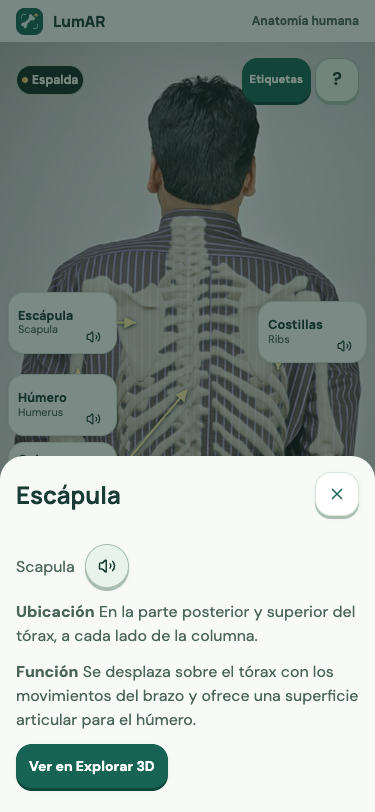 LumAR
Anatomía humana
Espalda
Etiquetas
?
Escápula
Scapula
Costillas
Ribs
Húmero
Humerus
Escápula
Scapula
Ubicación En la parte posterior y superior del
tórax, a cada lado de la columna.
Función Se desplaza sobre el tórax con los
movimientos del brazo y ofrece una superficie
articular para el húmero.
Ver en Explorar 3D